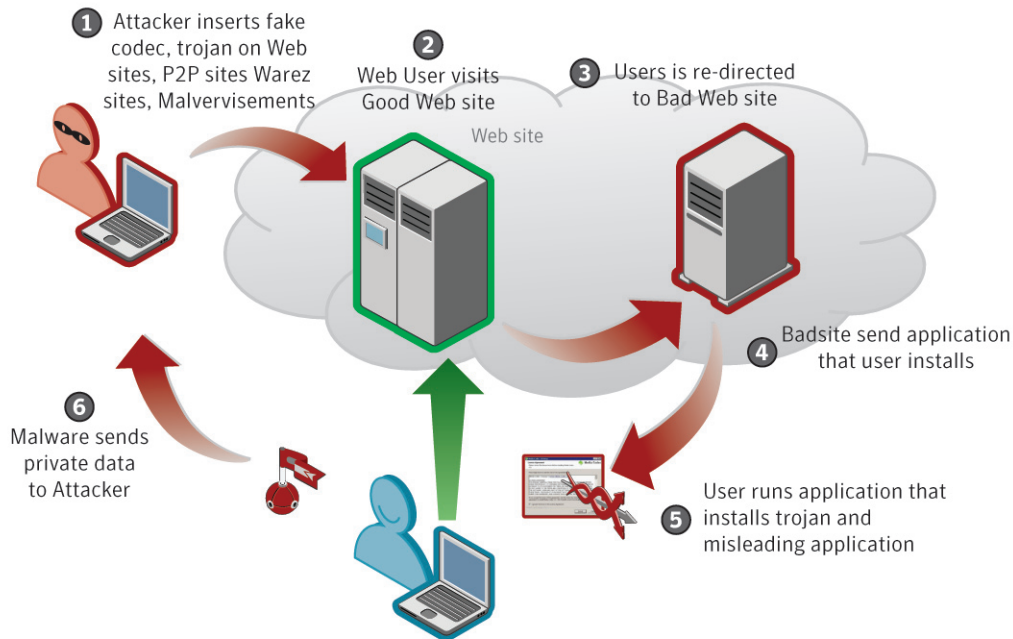 1
Attacker inserts fake
codec, trojan on Web
sites, P2P sites Warez
sites, Malvervisements
2
Web User visits
Good Web site
3
Users is re-directed
to Bad Web site
Web site
4
Badsite send application
that user installs
5
User runs application that
installs trojan and
misleading application
6
Malware sends
private data
to Attacker